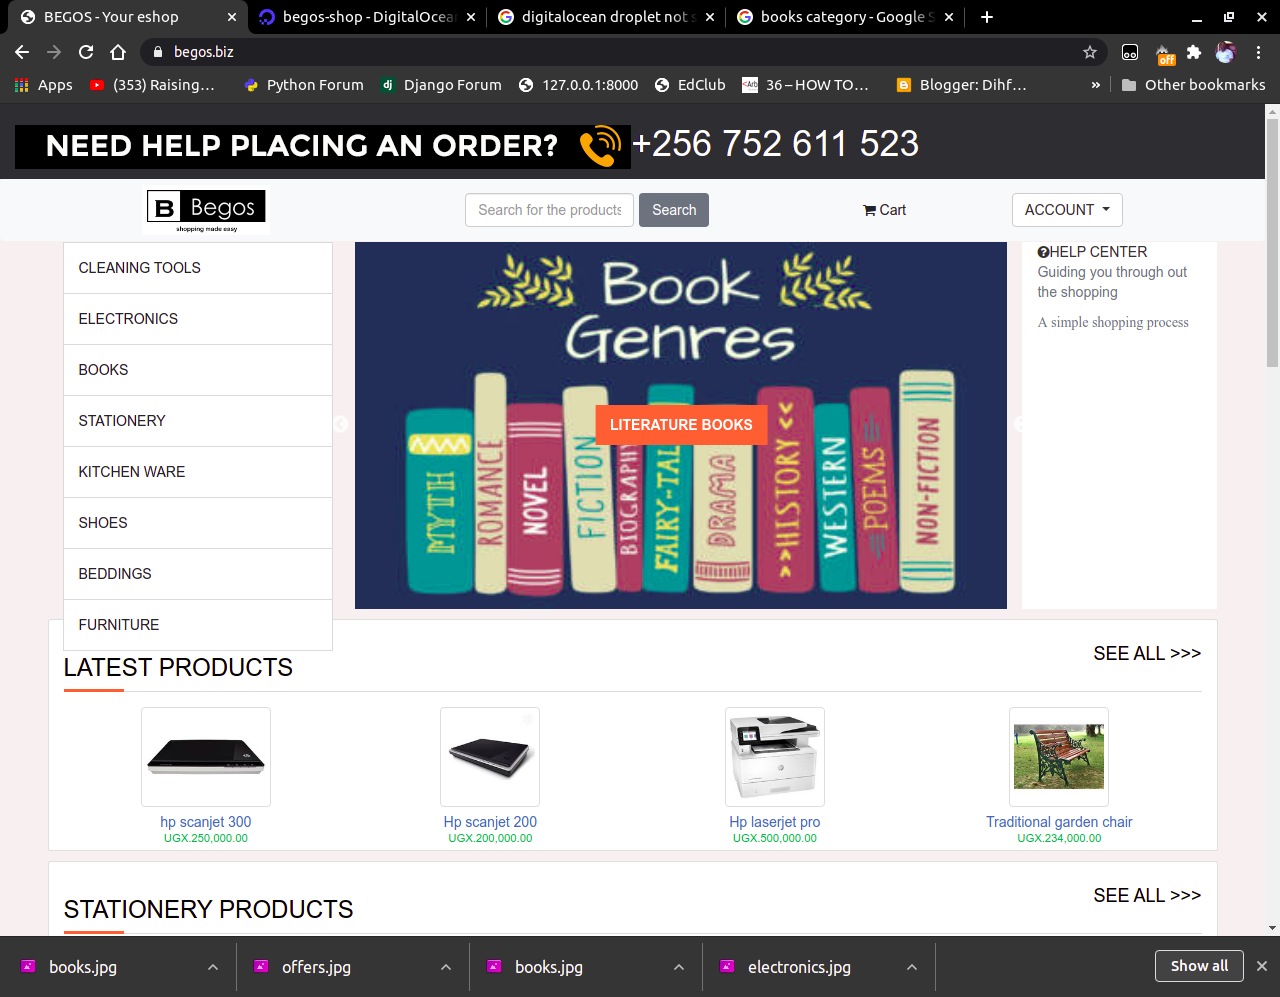 BEGOS - Your eshop
begos-shop - DigitalOcea
digitalocean droplet not s
books category - Google S
begos.biz
off
Apps
(353) Raising…
Python Forum
dj Django Forum
127.0.0.1:8000
EdClub
36 – HOW TO…
Blogger: Dihf…
»
Other bookmarks
NEED HELP PLACING AN ORDER?
+256 752 611 523
B Begos
shopping made easy
Search for the products
Search
Cart
ACCOUNT
CLEANING TOOLS
ELECTRONICS
BOOKS
STATIONERY
KITCHEN WARE
SHOES
BEDDINGS
FURNITURE
Book
Genres
LITERATURE BOOKS
MYTH
ROMANCE
NOVEL
FICTION
BIOGRAPHY
FAIRY-TAL
DRAMA
HISTORY
WESTERN
POEMS
NON-FICTION
HELP CENTER
Guiding you through out
the shopping
A simple shopping process
LATEST PRODUCTS
SEE ALL >>>
hp scanjet 300
UGX.250,000.00
Hp scanjet 200
UGX.200,000.00
Hp laserjet pro
UGX.500,000.00
Traditional garden chair
UGX.234,000.00
STATIONERY PRODUCTS
SEE ALL >>>
books.jpg
offers.jpg
books.jpg
electronics.jpg
Show all